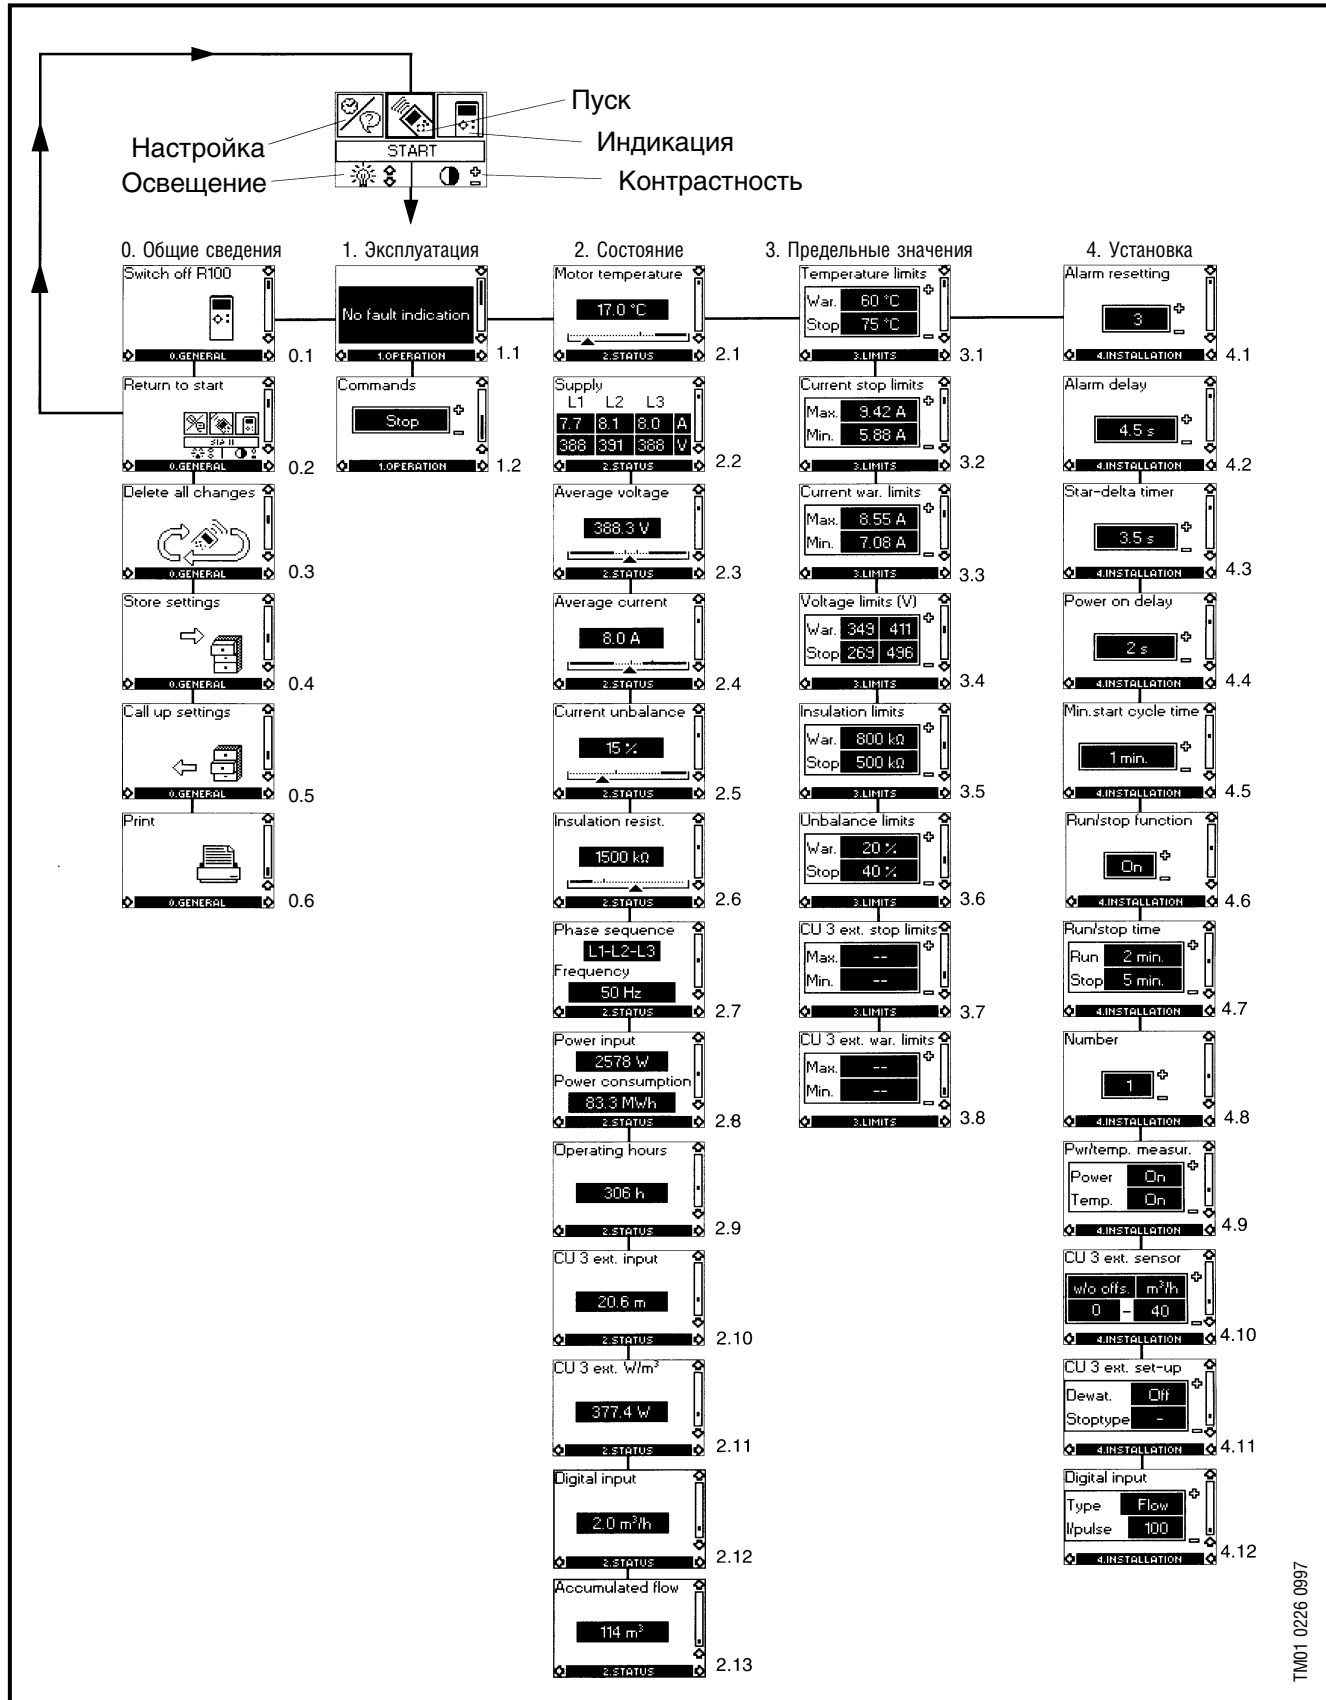 Пуск
Настройка
Индикация
START
Освещение
Контрастность
0. Общие сведения
1. Эксплуатация
2. Состояние
3. Предельные значения
4. Установка
Switch off R100
0.GENERAL
0.1
Return to start
0.GENERAL
0.2
Delete all changes
0.GENERAL
0.3
Store settings
0.GENERAL
0.4
Call up settings
0.GENERAL
0.5
Print
0.GENERAL
0.6
No fault indication
1.OPERATION
1.1
Commands
Stop
1.OPERATION
1.2
Motor temperature
17.0 °C
2.STATUS
2.1
Supply
L1 L2 L3
7.7 8.1 8.0 A
388 391 388 V
2.STATUS
2.2
Average voltage
388.3 V
2.STATUS
2.3
Average current
8.0 A
2.STATUS
2.4
Current unbalance
15 %
2.STATUS
2.5
Insulation resist.
1500 kΩ
2.STATUS
2.6
Phase sequence
L1-L2-L3
Frequency
50 Hz
2.STATUS
2.7
Power input
2578 W
Power consumption
83.3 MWh
2.STATUS
2.8
Operating hours
306 h
2.STATUS
2.9
CU 3 ext. input
20.6 m
2.STATUS
2.10
CU 3 ext. W/m³
377.4 W
2.STATUS
2.11
Digital input
2.0 m³/h
2.STATUS
2.12
Accumulated flow
114 m³
2.STATUS
2.13
Temperature limits
War. 60 °C
Stop 75 °C
3.LIMITS
3.1
Current stop limits
Max. 9.42 A
Min. 5.88 A
3.LIMITS
3.2
Current war. limits
Max. 8.55 A
Min. 7.08 A
3.LIMITS
3.3
Voltage limits (V)
War. 349 411
Stop 269 496
3.LIMITS
3.4
Insulation limits
War. 800 kΩ
Stop 500 kΩ
3.LIMITS
3.5
Unbalance limits
War. 20 %
Stop 40 %
3.LIMITS
3.6
CU 3 ext. stop limits
Max. --
Min. --
3.LIMITS
3.7
CU 3 ext. war. limits
Max. --
Min. --
3.LIMITS
3.8
Alarm resetting
3
4.INSTALLATION
4.1
Alarm delay
4.5 s
4.INSTALLATION
4.2
Star-delta timer
3.5 s
4.INSTALLATION
4.3
Power on delay
2 s
4.INSTALLATION
4.4
Min.start cycle time
1 min.
4.INSTALLATION
4.5
Run/stop function
On
4.INSTALLATION
4.6
Run/stop time
Run 2 min.
Stop 5 min.
4.INSTALLATION
4.7
Number
1
4.INSTALLATION
4.8
Pwr/temp. measur.
Power On
Temp. On
4.INSTALLATION
4.9
CU 3 ext. sensor
w/o offs. m³/h
0 - 40
4.INSTALLATION
4.10
CU 3 ext. set-up
Dewat. Off
Stoptype -
4.INSTALLATION
4.11
Digital input
Type Flow
l/pulse 100
4.INSTALLATION
4.12
TM01 0226 0997